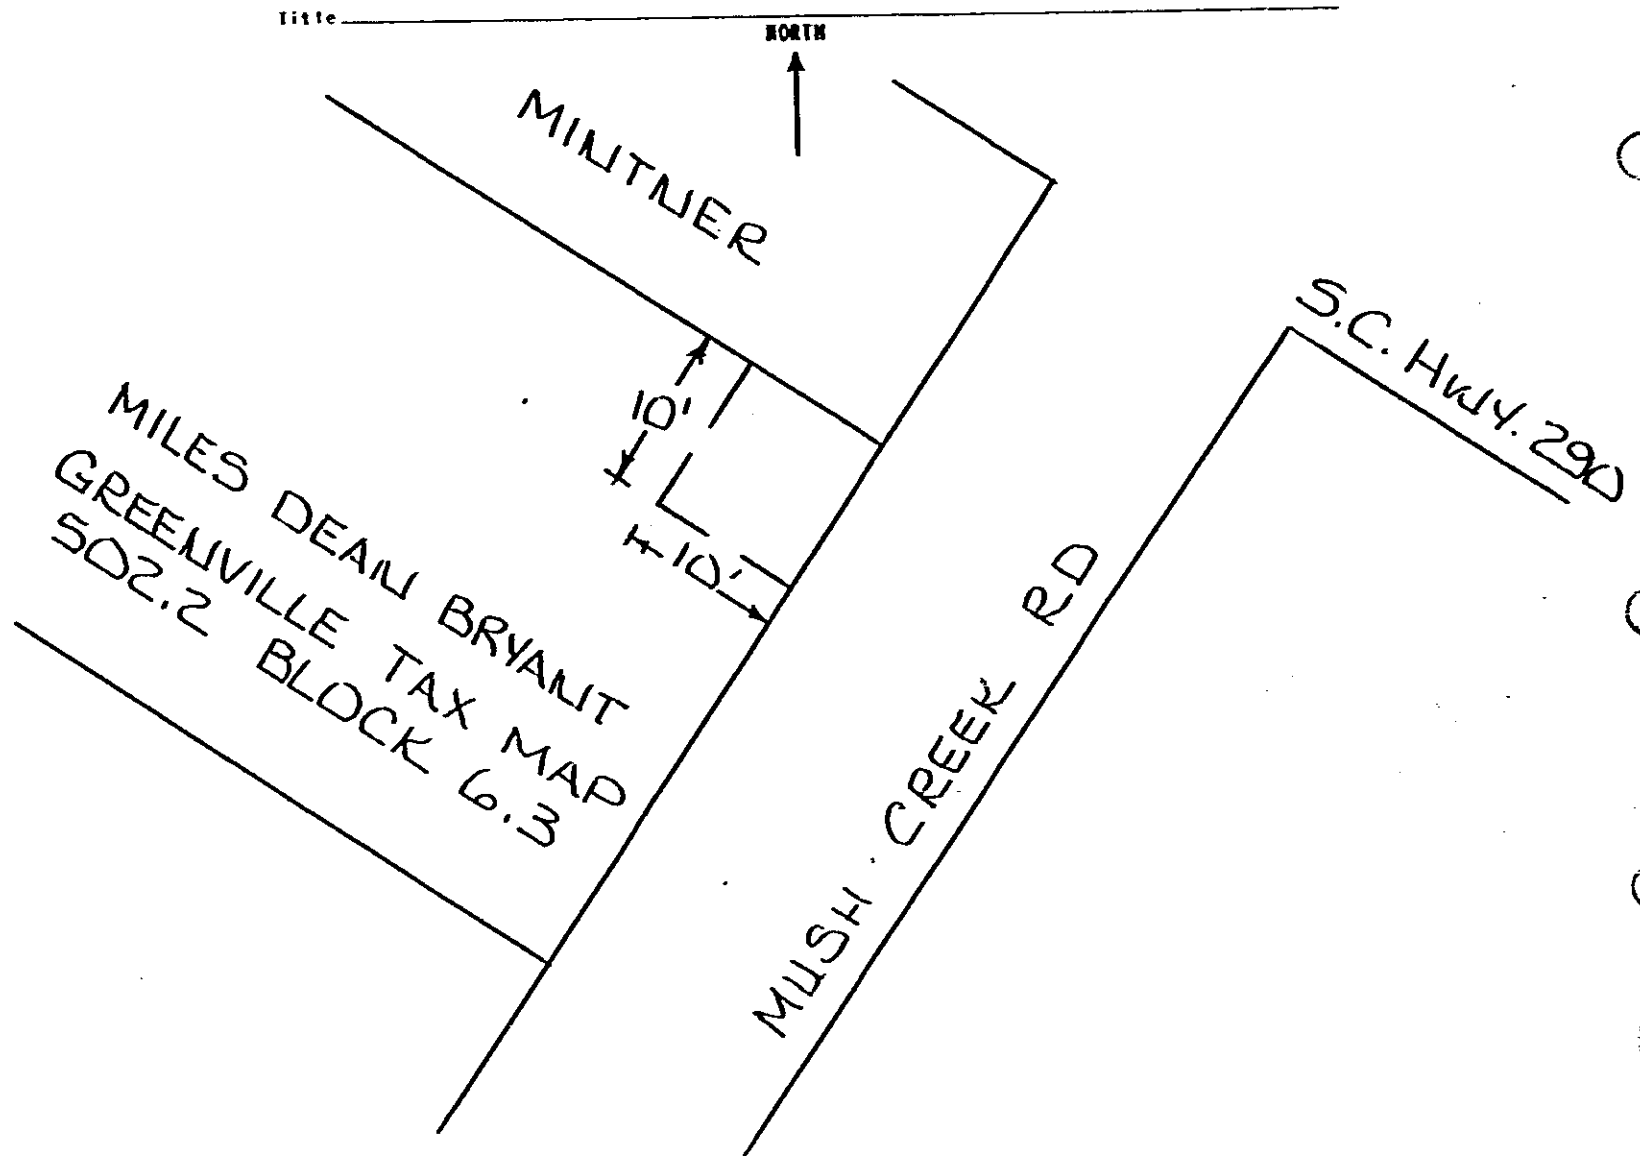 Title
NORTH
MINTNER
S.C. HWY. 290
10'
10'
MILES DEAN BRYANT
GREENVILLE TAX MAP
502.2 BLOCK 6.3
MUSH CREEK RD